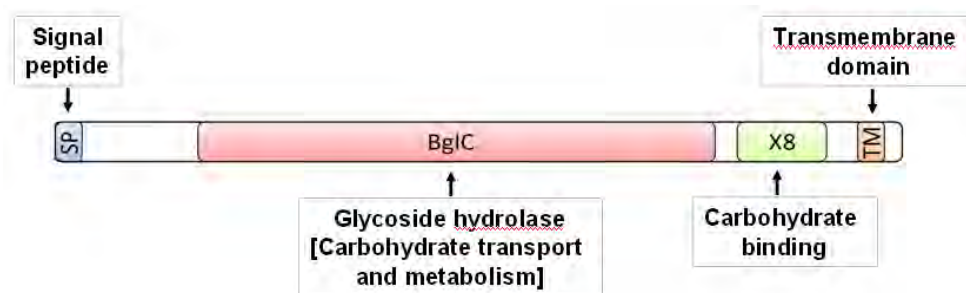 Signal
peptide
Transmembrane
domain
SP
BglC
X8
TM
Glycoside hydrolase
[Carbohydrate transport
and metabolism]
Carbohydrate
binding